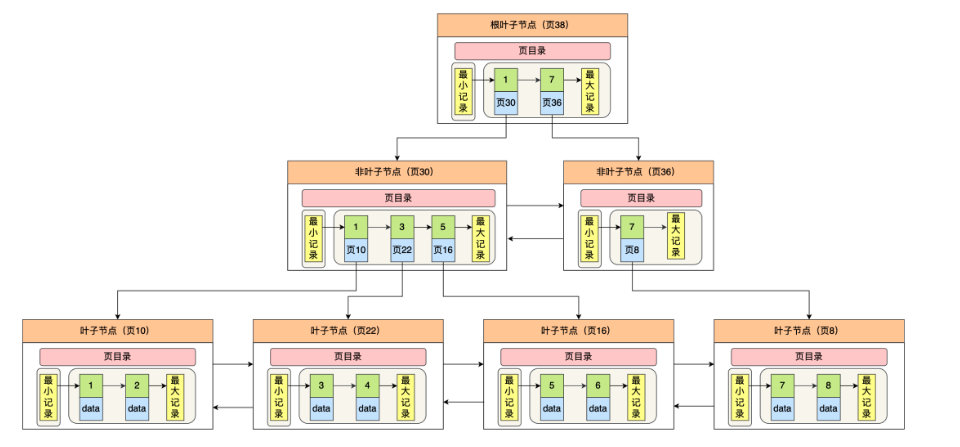 根叶子节点（页38）
页目录
最小记录
1
7
最大记录
页30
页36
非叶子节点（页30）
页目录
最小记录
1
3
5
最大记录
页10
页22
页16
非叶子节点（页36）
页目录
最小记录
7
最大记录
页8
叶子节点（页10）
页目录
最小记录
1
2
最大记录
data
data
叶子节点（页22）
页目录
最小记录
3
4
最大记录
data
data
叶子节点（页16）
页目录
最小记录
5
6
最大记录
data
data
叶子节点（页8）
页目录
最小记录
7
8
最大记录
data
data